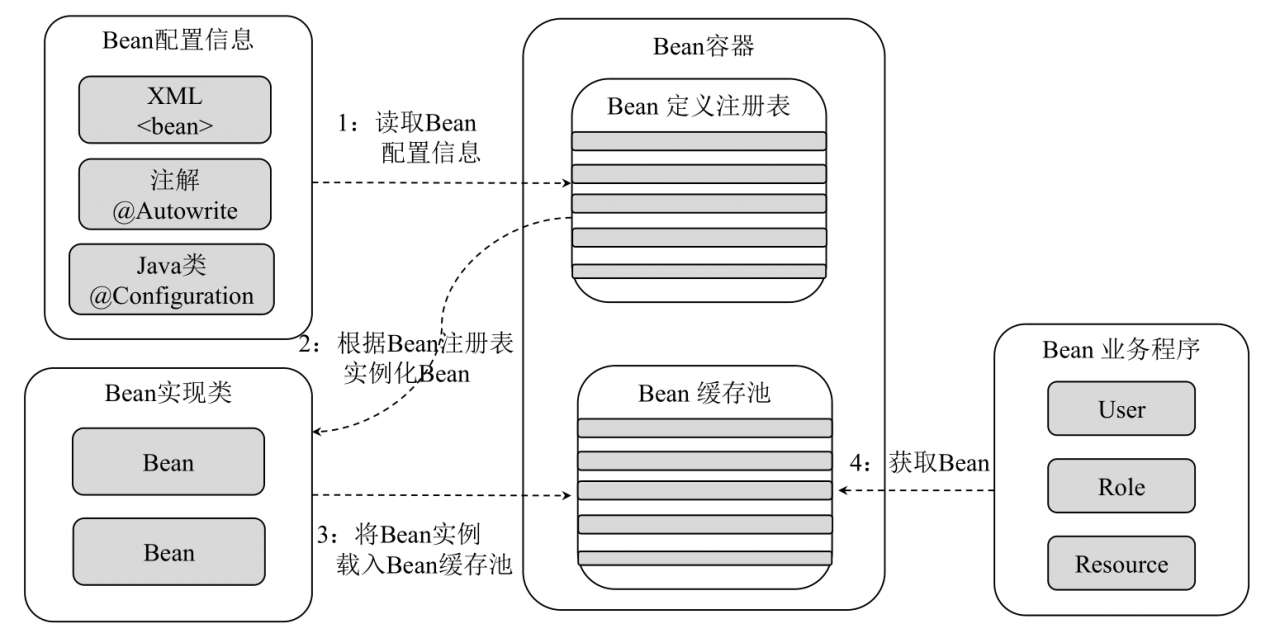 Bean配置信息
XML
<bean>
注解
@Autowrite
Java类
@Configuration
1：读取Bean
配置信息
Bean容器
Bean 定义注册表
2：根据Bean注册表
实例化Bean
Bean实现类
Bean
Bean
3：将Bean实例
载入Bean缓存池
Bean 缓存池
4：获取Bean
Bean 业务程序
User
Role
Resource